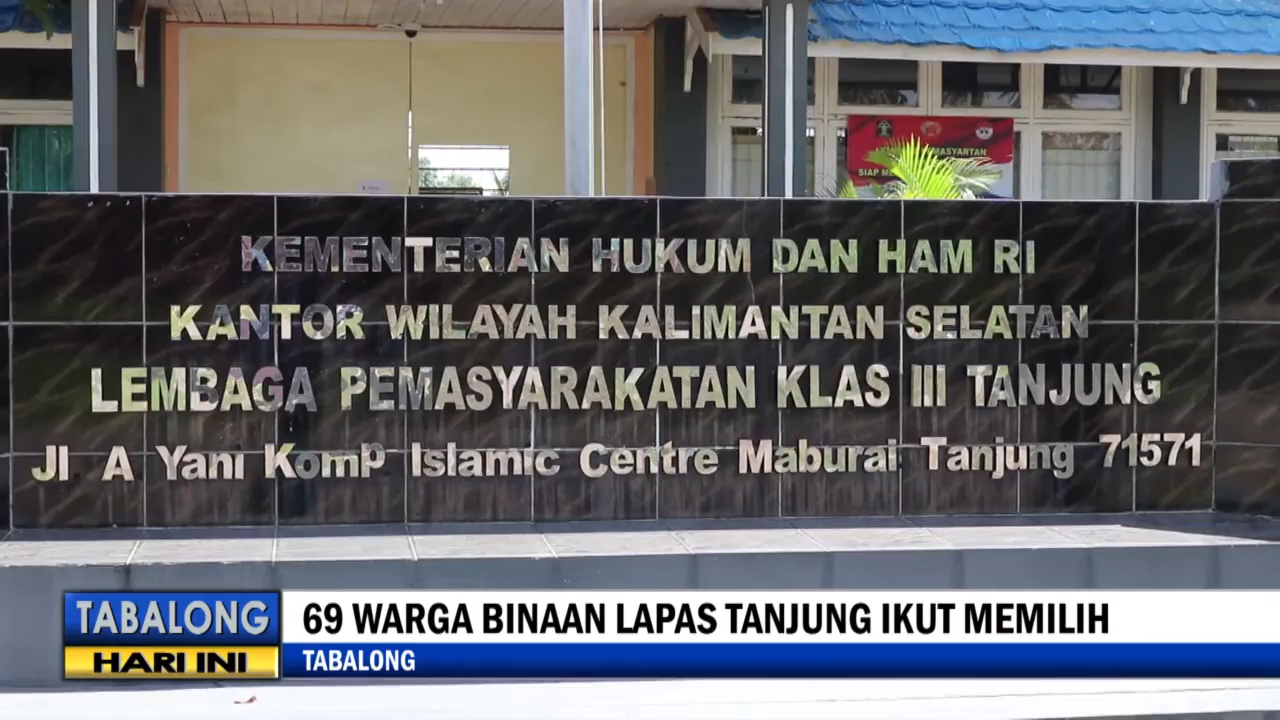 SIAP
KEMENTERIAN HUKUM DAN HAM RI
KANTOR WILAYAH KALIMANTAN SELATAN
LEMBAGA PEMASYARAKATAN KLAS III TANJUNG
Jl A Yani Komp Islamic Centre Maburai Tanjung 71571
TABALONG
HARI INI
69 WARGA BINAAN LAPAS TANJUNG IKUT MEMILIH
TABALONG